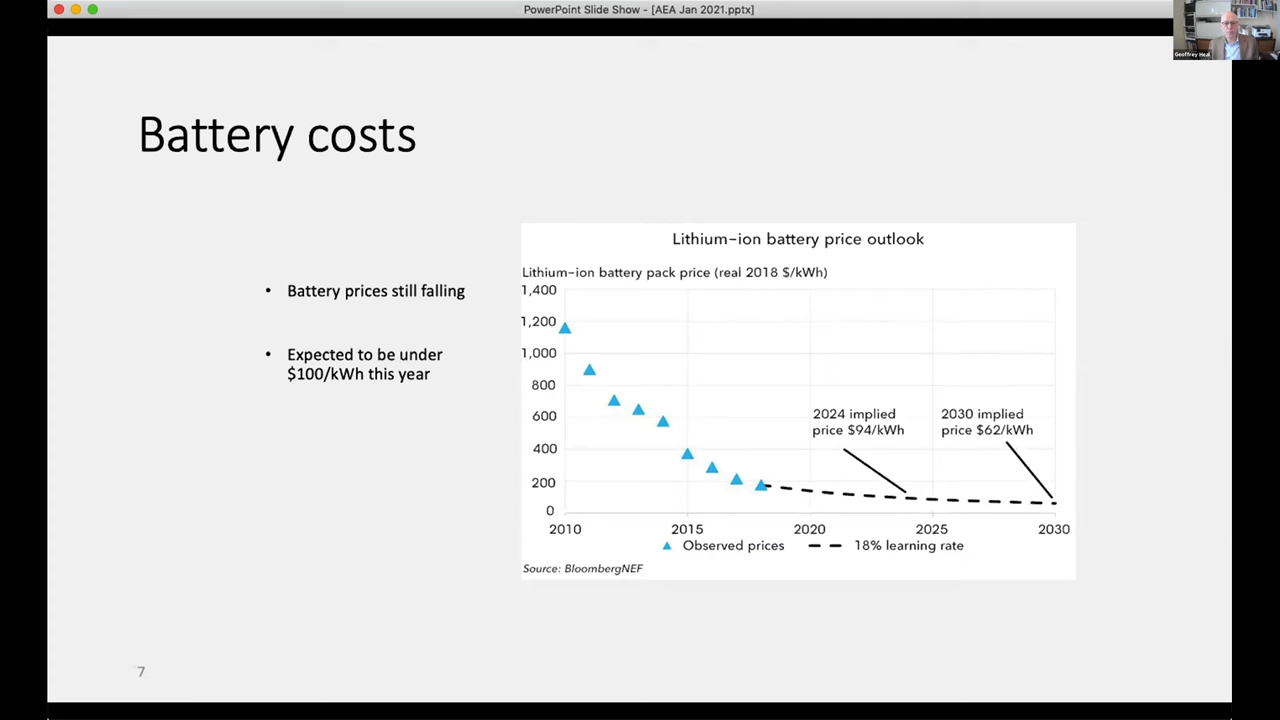 PowerPoint Slide Show - [AEA Jan 2021.pptx]
Geoffrey Heal
Battery costs
• Battery prices still falling
• Expected to be under
$100/kWh this year
Lithium-ion battery price outlook
Lithium-ion battery pack price (real 2018 $/kWh)
1,400
1,200
1,000
800
600
400
200
0
2024 implied
price $94/kWh
2030 implied
price $62/kWh
2010 2015 2020 2025 2030
Observed prices 18% learning rate
Source: BloombergNEF
7